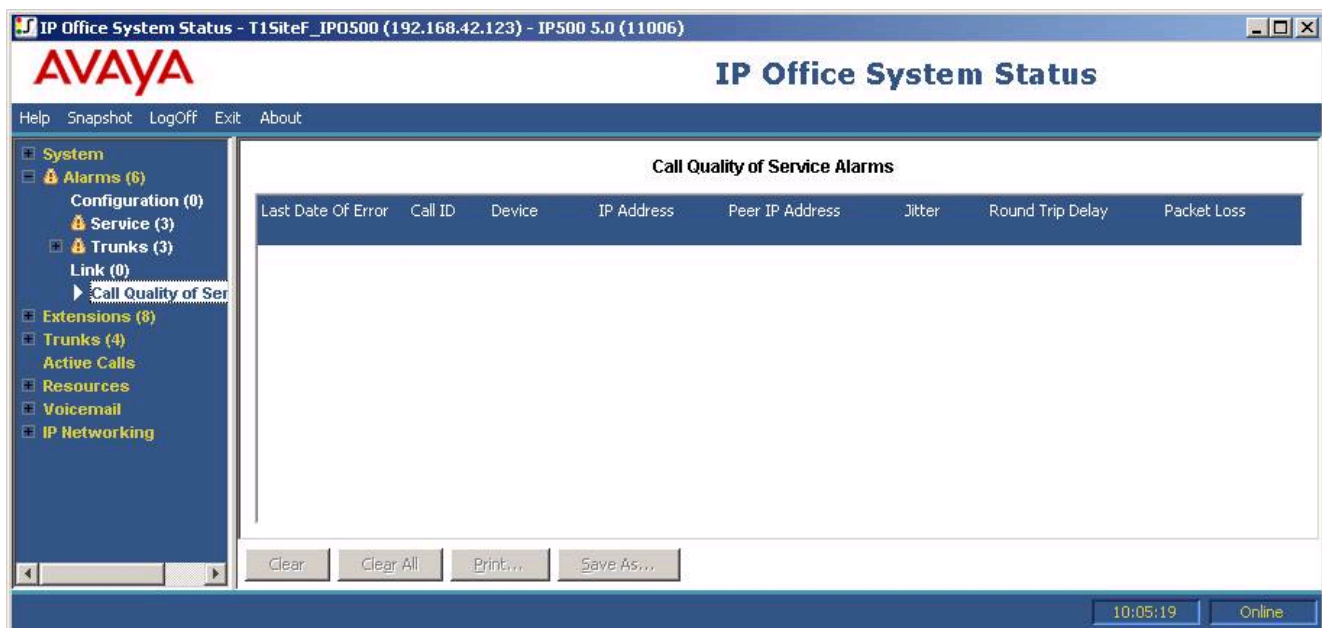 IP Office System Status - T1SiteF_IPO500 (192.168.42.123) - IP500 5.0 (11006)
AVAYA
IP Office System Status
Help Snapshot LogOff Exit About
System
Alarms (6)
Configuration (0)
Service (3)
Trunks (3)
Link (0)
Call Quality of Ser
Extensions (8)
Trunks (4)
Active Calls
Resources
Voicemail
IP Networking
Call Quality of Service Alarms
Last Date Of Error Call ID Device IP Address Peer IP Address Jitter Round Trip Delay Packet Loss
Clear Clear All Print... Save As...
10:05:19 Online